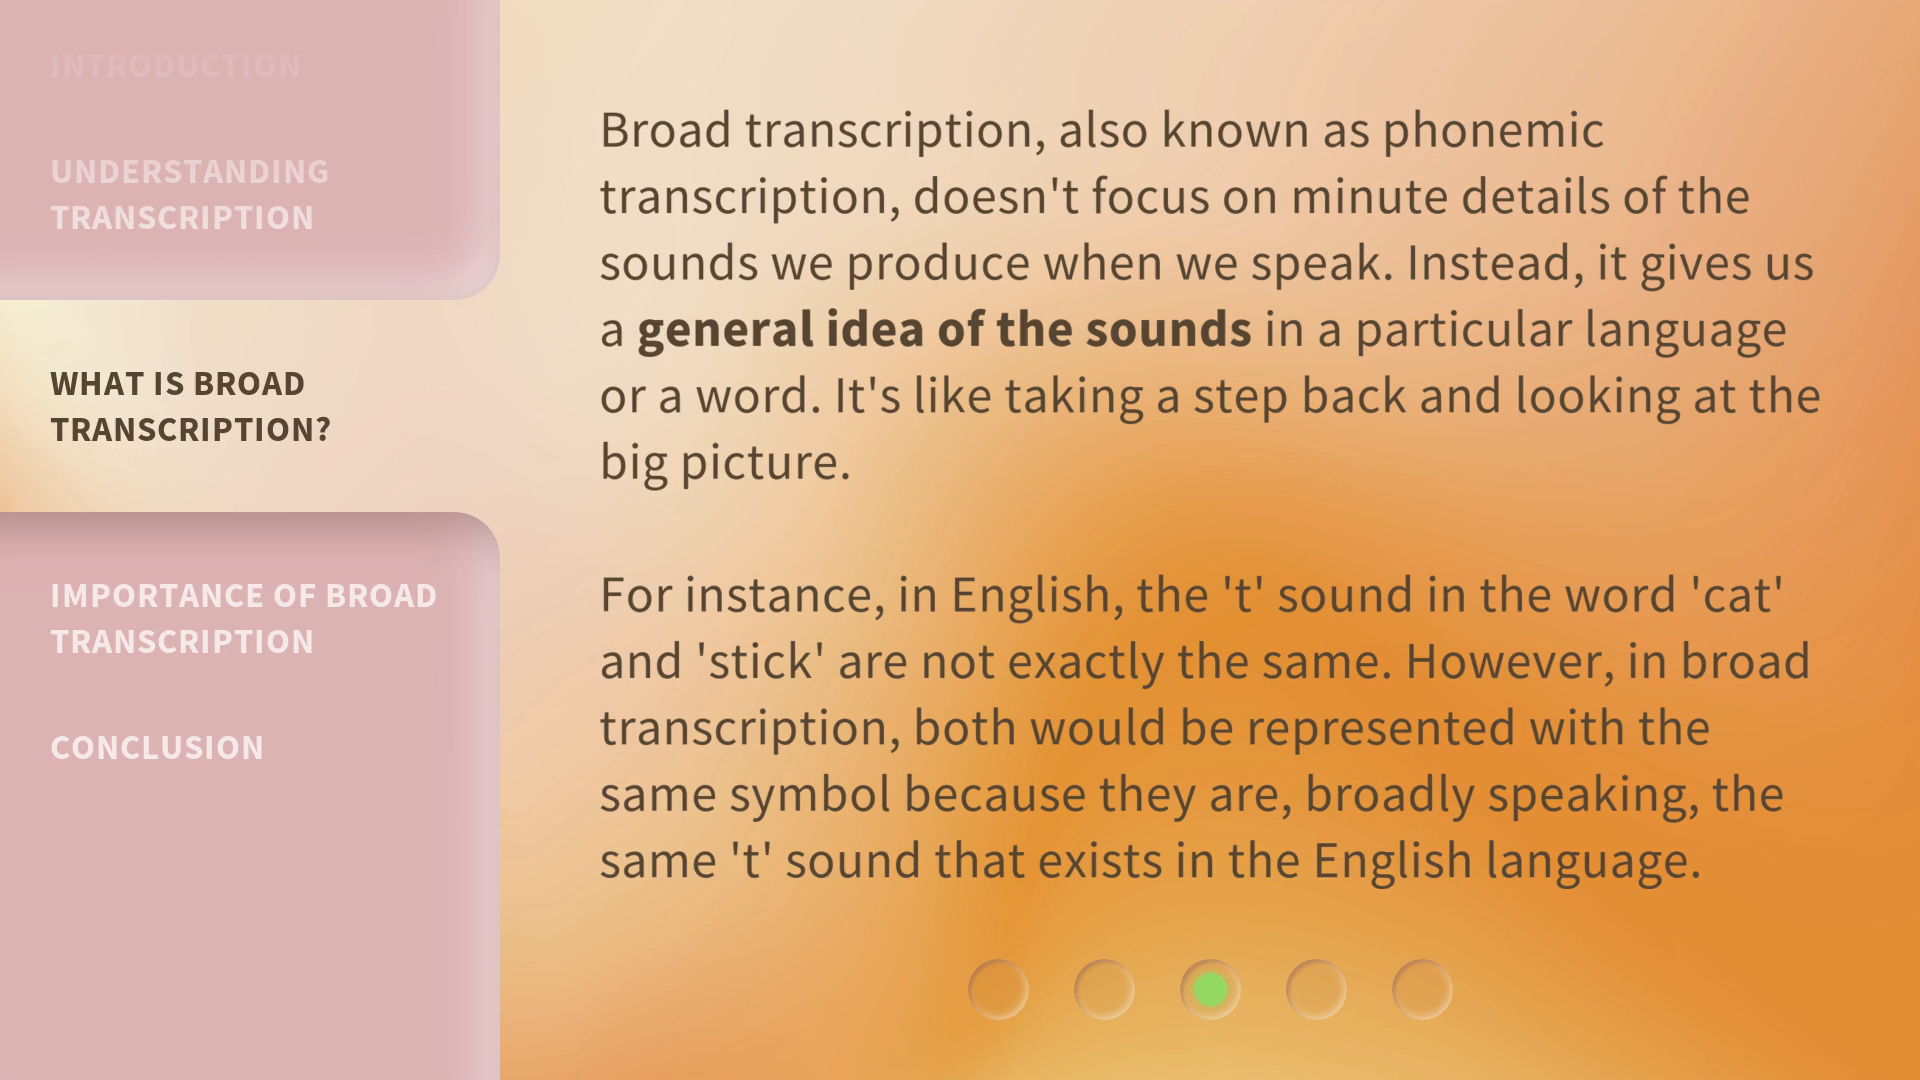 INTRODUCTION
UNDERSTANDING
TRANSCRIPTION
WHAT IS BROAD
TRANSCRIPTION?
IMPORTANCE OF BROAD
TRANSCRIPTION
CONCLUSION
Broad transcription, also known as phonemic
transcription, doesn't focus on minute details of the
sounds we produce when we speak. Instead, it gives us
a general idea of the sounds in a particular language
or a word. It's like taking a step back and looking at the
big picture.
For instance, in English, the 't' sound in the word 'cat'
and 'stick' are not exactly the same. However, in broad
transcription, both would be represented with the
same symbol because they are, broadly speaking, the
same 't' sound that exists in the English language.